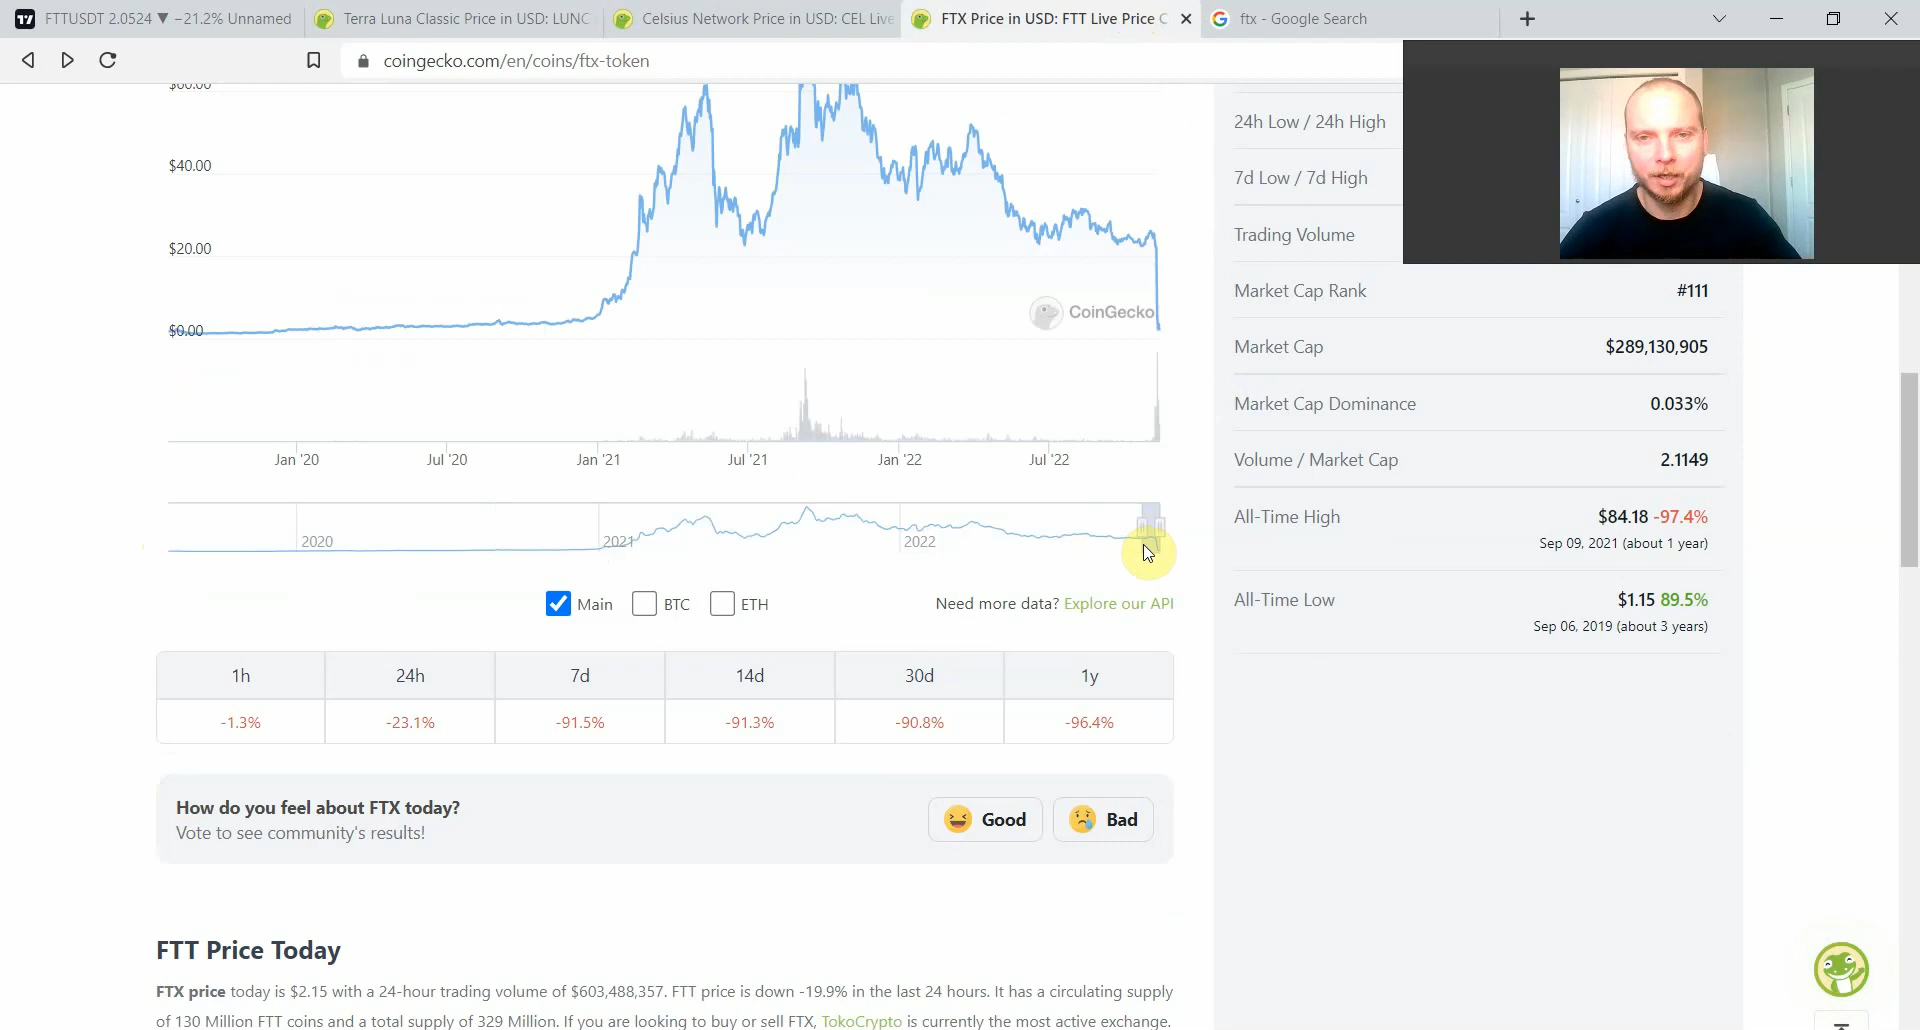 FTTUSDT 2.0524 ▼ −21.2% Unnamed
Terra Luna Classic Price in USD: LUNC
Celsius Network Price in USD: CEL Live
FTX Price in USD: FTT Live Price C
ftx - Google Search
coingecko.com/en/coins/ftx-token
$60.00
$40.00
$20.00
$0.00
CoinGecko
Jan '20
Jul '20
Jan '21
Jul '21
Jan '22
Jul '22
2020
2021
2022
Main
BTC
ETH
Need more data? Explore our API
1h 24h 7d 14d 30d 1y
-1.3% -23.1% -91.5% -91.3% -90.8% -96.4%
How do you feel about FTX today?
Vote to see community's results!
Good
Bad
FTT Price Today
FTX price today is $2.15 with a 24-hour trading volume of $603,488,357. FTT price is down -19.9% in the last 24 hours. It has a circulating supply
of 130 Million FTT coins and a total supply of 329 Million. If you are looking to buy or sell FTX, TokoCrypto is currently the most active exchange.
24h Low / 24h High
7d Low / 7d High
Trading Volume
Market Cap Rank #111
Market Cap $289,130,905
Market Cap Dominance 0.033%
Volume / Market Cap 2.1149
All-Time High $84.18 -97.4%
Sep 09, 2021 (about 1 year)
All-Time Low $1.15 89.5%
Sep 06, 2019 (about 3 years)